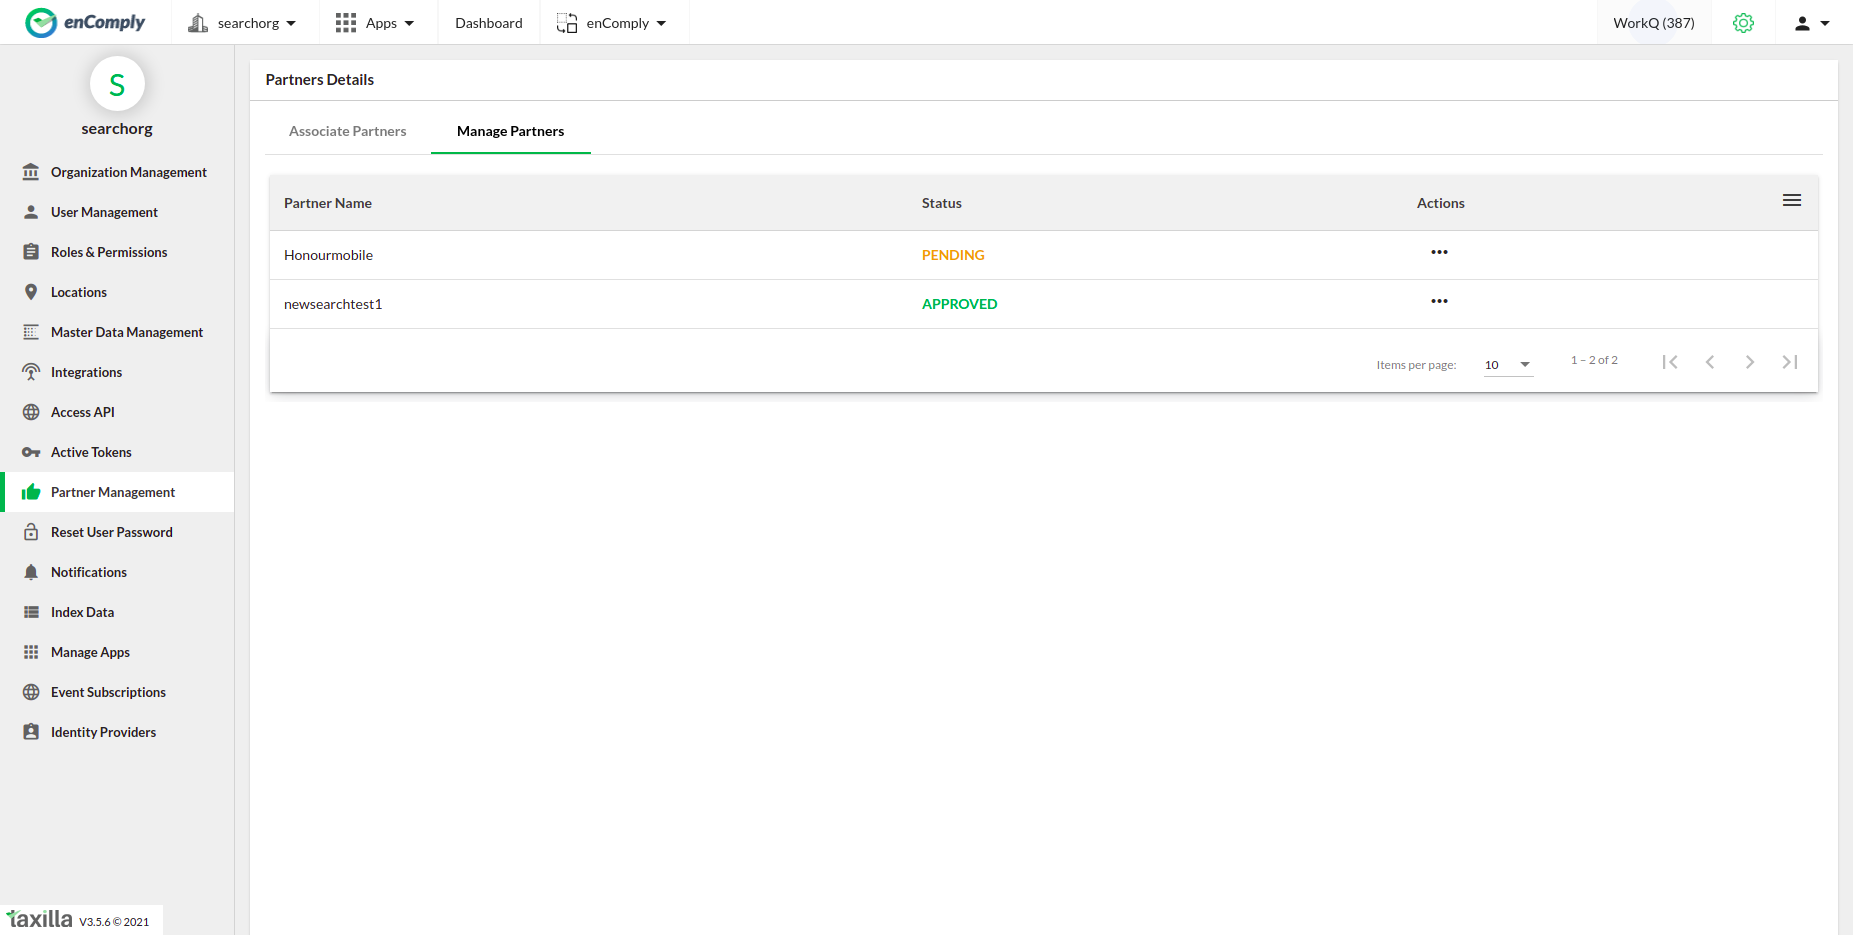 enComply
searchorg
Apps
Dashboard
enComply
WorkQ (387)
S
searchorg
Organization Management
User Management
Roles & Permissions
Locations
Master Data Management
Integrations
Access API
Active Tokens
Partner Management
Reset User Password
Notifications
Index Data
Manage Apps
Event Subscriptions
Identity Providers
taxilla V3.5.6 © 2021
Partners Details
Associate Partners
Manage Partners
Partner Name Status Actions
Honourmobile PENDING
newsearchtest1 APPROVED
Items per page: 10 1 – 2 of 2